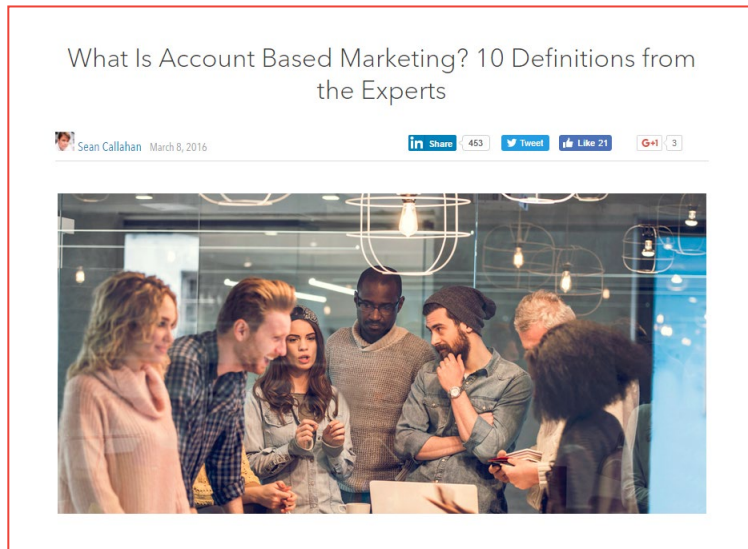 What Is Account Based Marketing? 10 Definitions from
the Experts
Sean Callahan March 8, 2016 in Share 453 Tweet Like 21 G+1 3